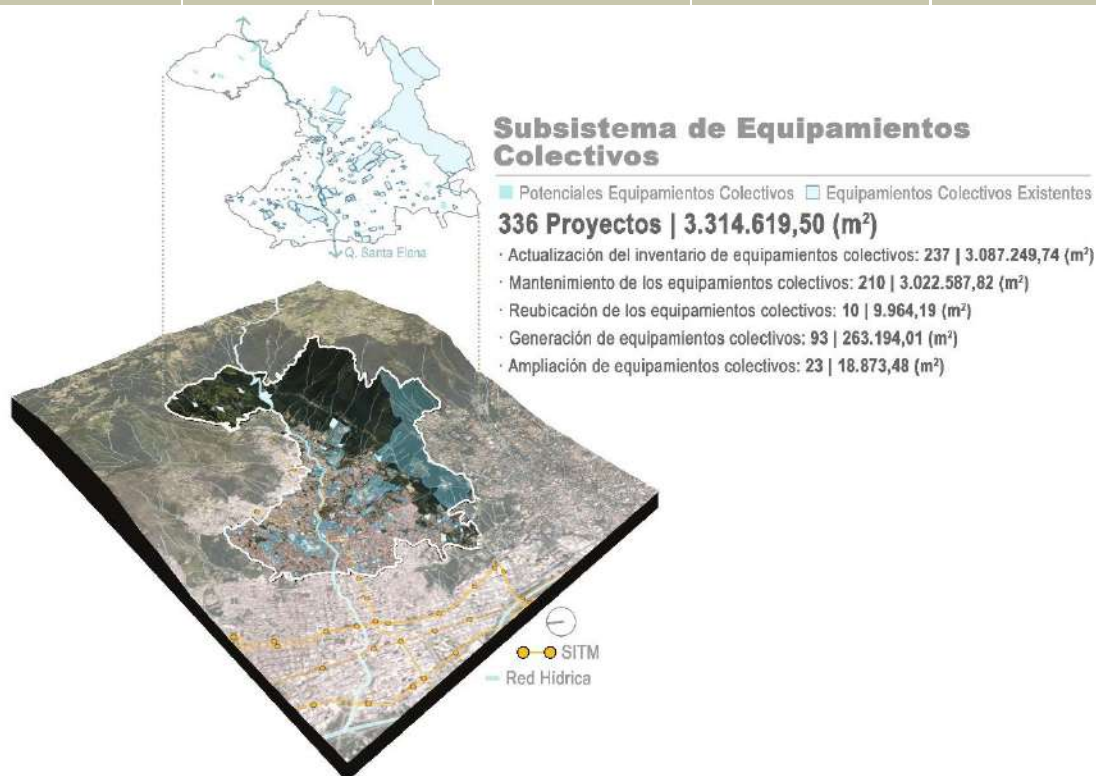 Subsistema de Equipamientos
Colectivos
Potenciales Equipamientos Colectivos Equipamientos Colectivos Existentes
336 Proyectos | 3.314.619,50 (m²)
· Actualización del inventario de equipamientos colectivos: 237 | 3.087.249,74 (m²)
· Mantenimiento de los equipamientos colectivos: 210 | 3.022.587,82 (m²)
· Reubicación de los equipamientos colectivos: 10 | 9.964,19 (m²)
· Generación de equipamientos colectivos: 93 | 263.194,01 (m²)
· Ampliación de equipamientos colectivos: 23 | 18.873,48 (m²)
Q. Santa Elena
SITM
Red Hídrica